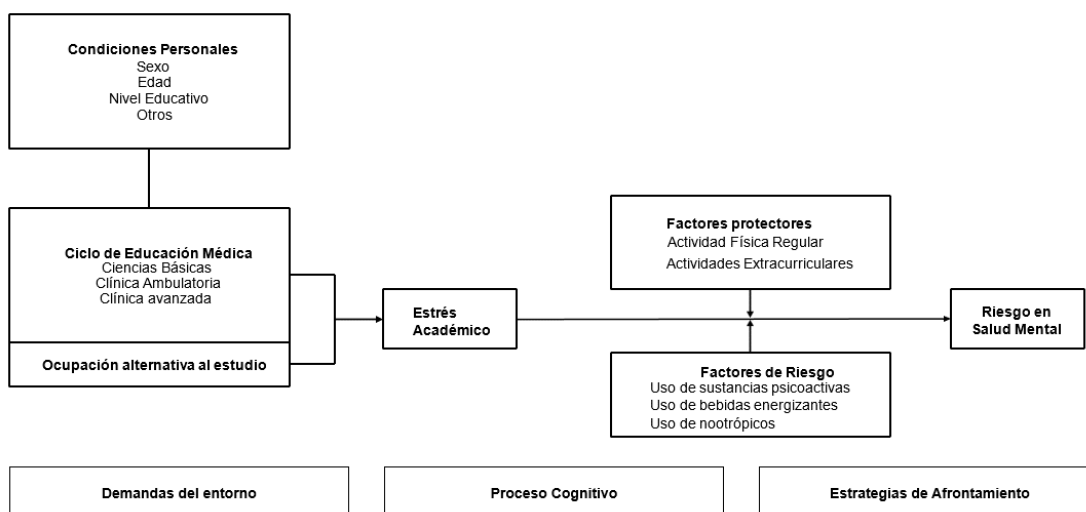 Condiciones Personales
Sexo
Edad
Nivel Educativo
Otros
Ciclo de Educación Médica
Ciencias Básicas
Clínica Ambulatoria
Clínica avanzada
Ocupación alternativa al estudio
Estrés
Académico
Factores protectores
Actividad Física Regular
Actividades Extracurriculares
Factores de Riesgo
Uso de sustancias psicoactivas
Uso de bebidas energizantes
Uso de nootrópicos
Riesgo en
Salud Mental
Demandas del entorno
Proceso Cognitivo
Estrategias de Afrontamiento